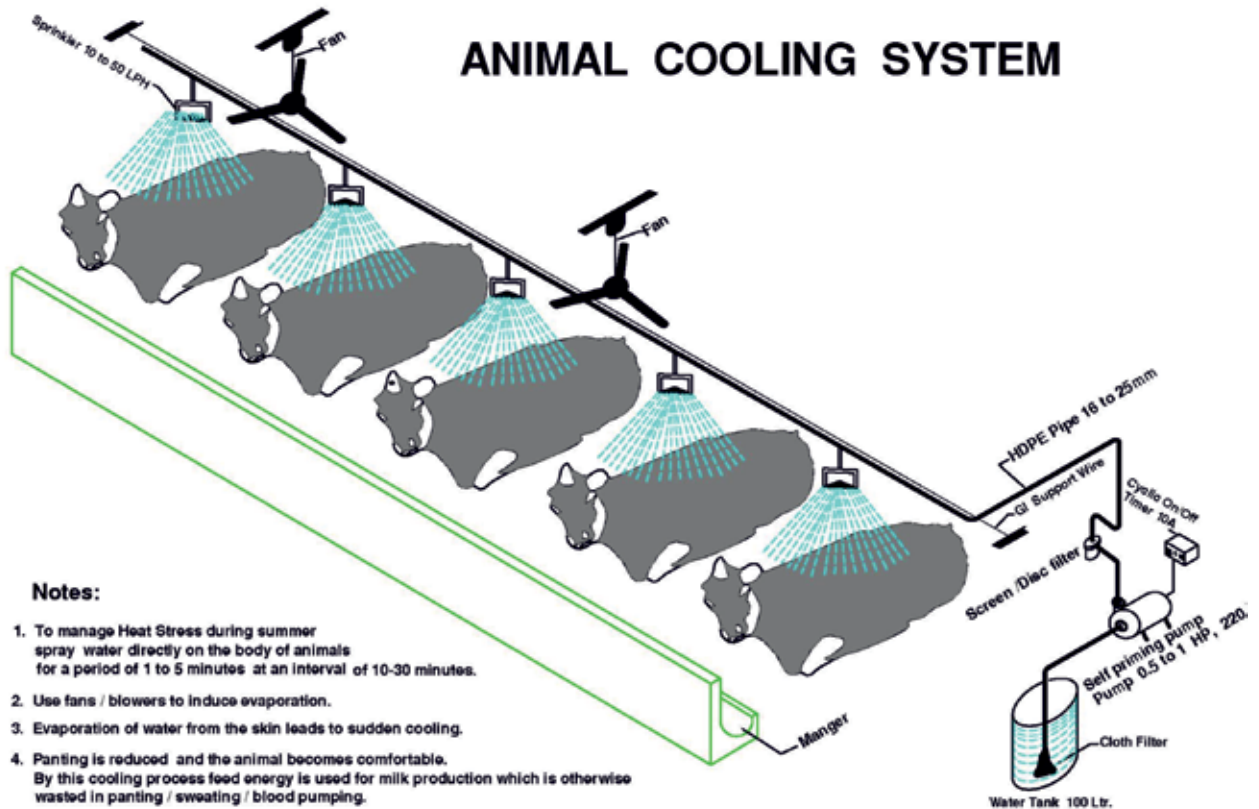 ANIMAL COOLING SYSTEM
Sprinkler 10 to 50 LPH
Fan
Fan
HDPE Pipe 16 to 25mm
GI Support Wire
Cyclic On/Off
Timer 10A
Screen /Disc filter
Self priming pump
Pump 0.5 to 1 HP, 220.
Manger
Cloth Filter
Water Tank 100 Ltr.
Notes:
1. To manage Heat Stress during summer
spray water directly on the body of animals
for a period of 1 to 5 minutes at an interval of 10-30 minutes.
2. Use fans / blowers to induce evaporation.
3. Evaporation of water from the skin leads to sudden cooling.
4. Panting is reduced and the animal becomes comfortable.
By this cooling process feed energy is used for milk production which is otherwise
wasted in panting / sweating / blood pumping.